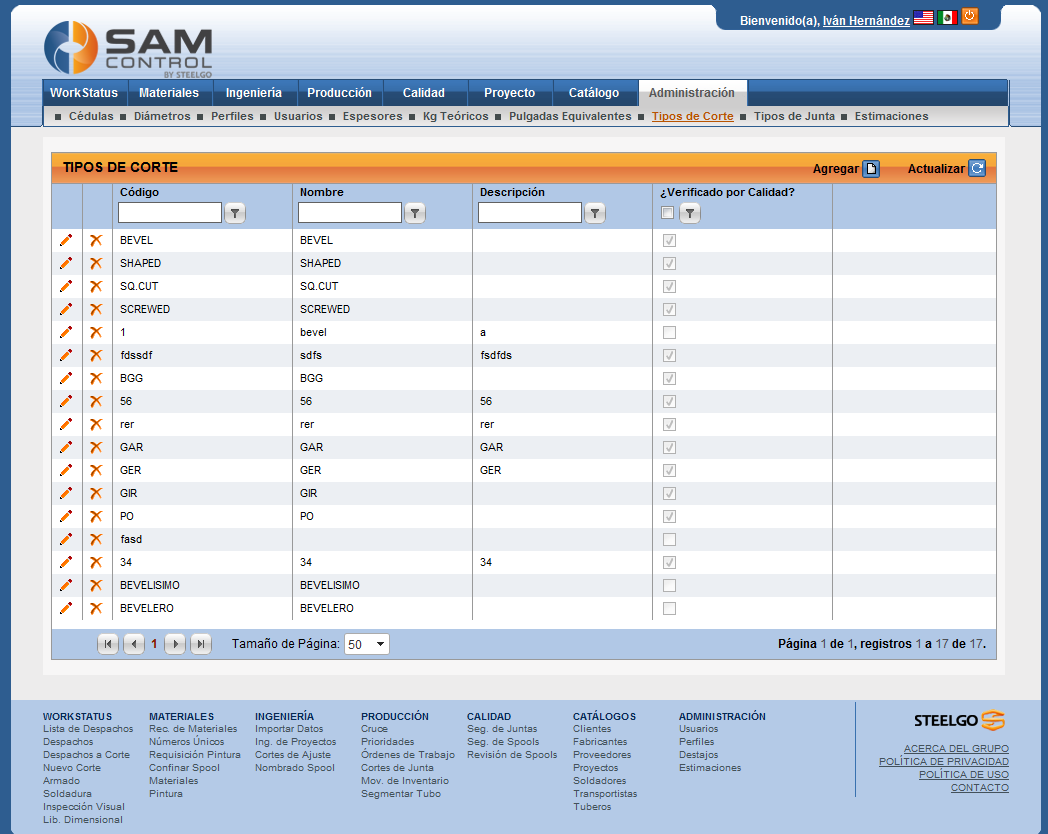 Bienvenido(a), Iván Hernández
SAM
CONTROL
BY STEELGO
WorkStatus Materiales Ingeniería Producción Calidad Proyecto Catálogo Administración
Cédulas Diámetros Perfiles Usuarios Espesores Kg Teóricos Pulgadas Equivalentes Tipos de Corte Tipos de Junta Estimaciones
TIPOS DE CORTE Agregar Actualizar
Código Nombre Descripción ¿Verificado por Calidad?
BEVEL BEVEL
SHAPED SHAPED
SQ.CUT SQ.CUT
SCREWED SCREWED
1 bevel a
fdssdf sdfs fsdfds
BGG BGG
56 56 56
rer rer rer
GAR GAR GAR
GER GER GER
GIR GIR
PO PO
fasd
34 34 34
BEVELISIMO BEVELISIMO
BEVELERO BEVELERO
1 Tamaño de Página: 50 Página 1 de 1, registros 1 a 17 de 17.
WORKSTATUS
Lista de Despachos
Despachos
Despachos a Corte
Nuevo Corte
Armado
Soldadura
Inspección Visual
Lib. Dimensional
MATERIALES
Rec. de Materiales
Números Únicos
Requisición Pintura
Confinar Spool
Materiales
Pintura
INGENIERÍA
Importar Datos
Ing. de Proyectos
Cortes de Ajuste
Nombrado Spool
PRODUCCIÓN
Cruce
Prioridades
Órdenes de Trabajo
Cortes de Junta
Mov. de Inventario
Segmentar Tubo
CALIDAD
Seg. de Juntas
Seg. de Spools
Revisión de Spools
CATÁLOGOS
Clientes
Fabricantes
Proveedores
Proyectos
Soldadores
Transportistas
Tuberos
ADMINISTRACIÓN
Usuarios
Perfiles
Destajos
Estimaciones
STEELGO
ACERCA DEL GRUPO
POLÍTICA DE PRIVACIDAD
POLÍTICA DE USO
CONTACTO